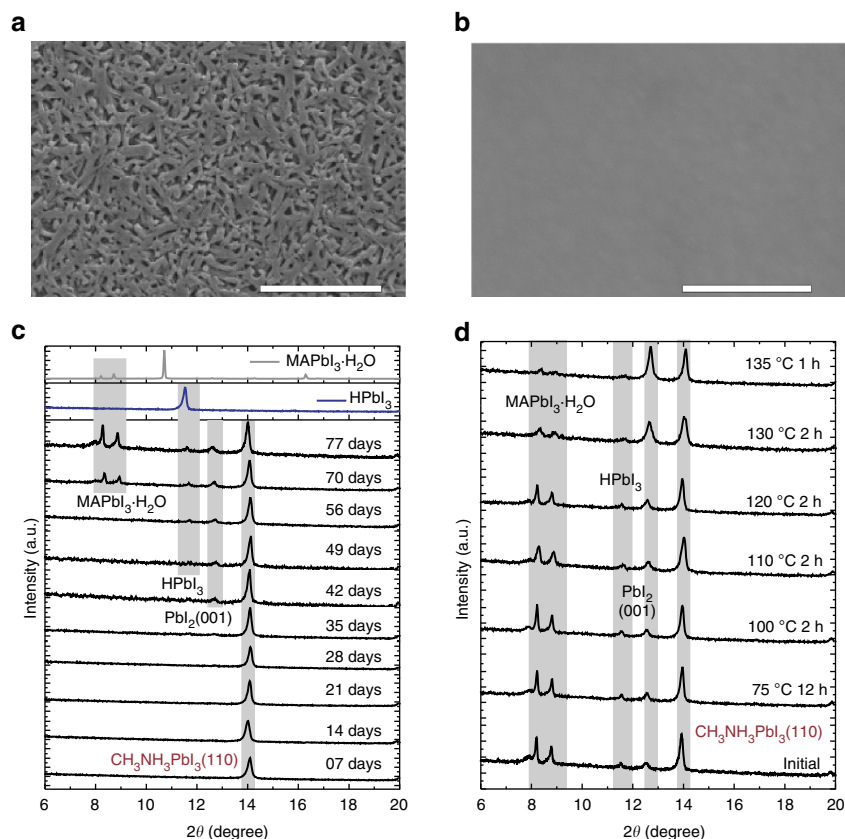 a
b
c
MAPbI₃·H₂O
HPbI₃
77 days
70 days
MAPbI₃·H₂O
56 days
49 days
HPbI₃
42 days
PbI₂(001)
35 days
28 days
21 days
14 days
CH₃NH₃PbI₃(110)
07 days
Intensity (a.u.)
6 8 10 12 14 16 18 20
2θ (degree)
d
135 °C 1 h
MAPbI₃·H₂O
130 °C 2 h
HPbI₃
120 °C 2 h
110 °C 2 h
PbI₂
(001)
100 °C 2 h
75 °C 12 h
CH₃NH₃PbI₃(110)
Initial
Intensity (a.u.)
6 8 10 12 14 16 18 20
2θ (degree)